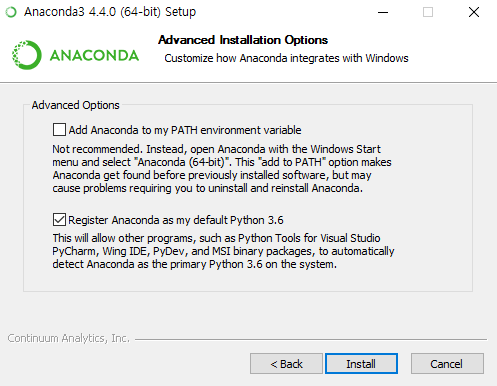 Anaconda3 4.4.0 (64-bit) Setup
ANACONDA
Advanced Installation Options
Customize how Anaconda integrates with Windows
Advanced Options
Add Anaconda to my PATH environment variable
Not recommended. Instead, open Anaconda with the Windows Start
menu and select "Anaconda (64-bit)". This "add to PATH" option makes
Anaconda get found before previously installed software, but may
cause problems requiring you to uninstall and reinstall Anaconda.
Register Anaconda as my default Python 3.6
This will allow other programs, such as Python Tools for Visual Studio
PyCharm, Wing IDE, PyDev, and MSI binary packages, to automatically
detect Anaconda as the primary Python 3.6 on the system.
Continuum Analytics, Inc.
< Back
Install
Cancel